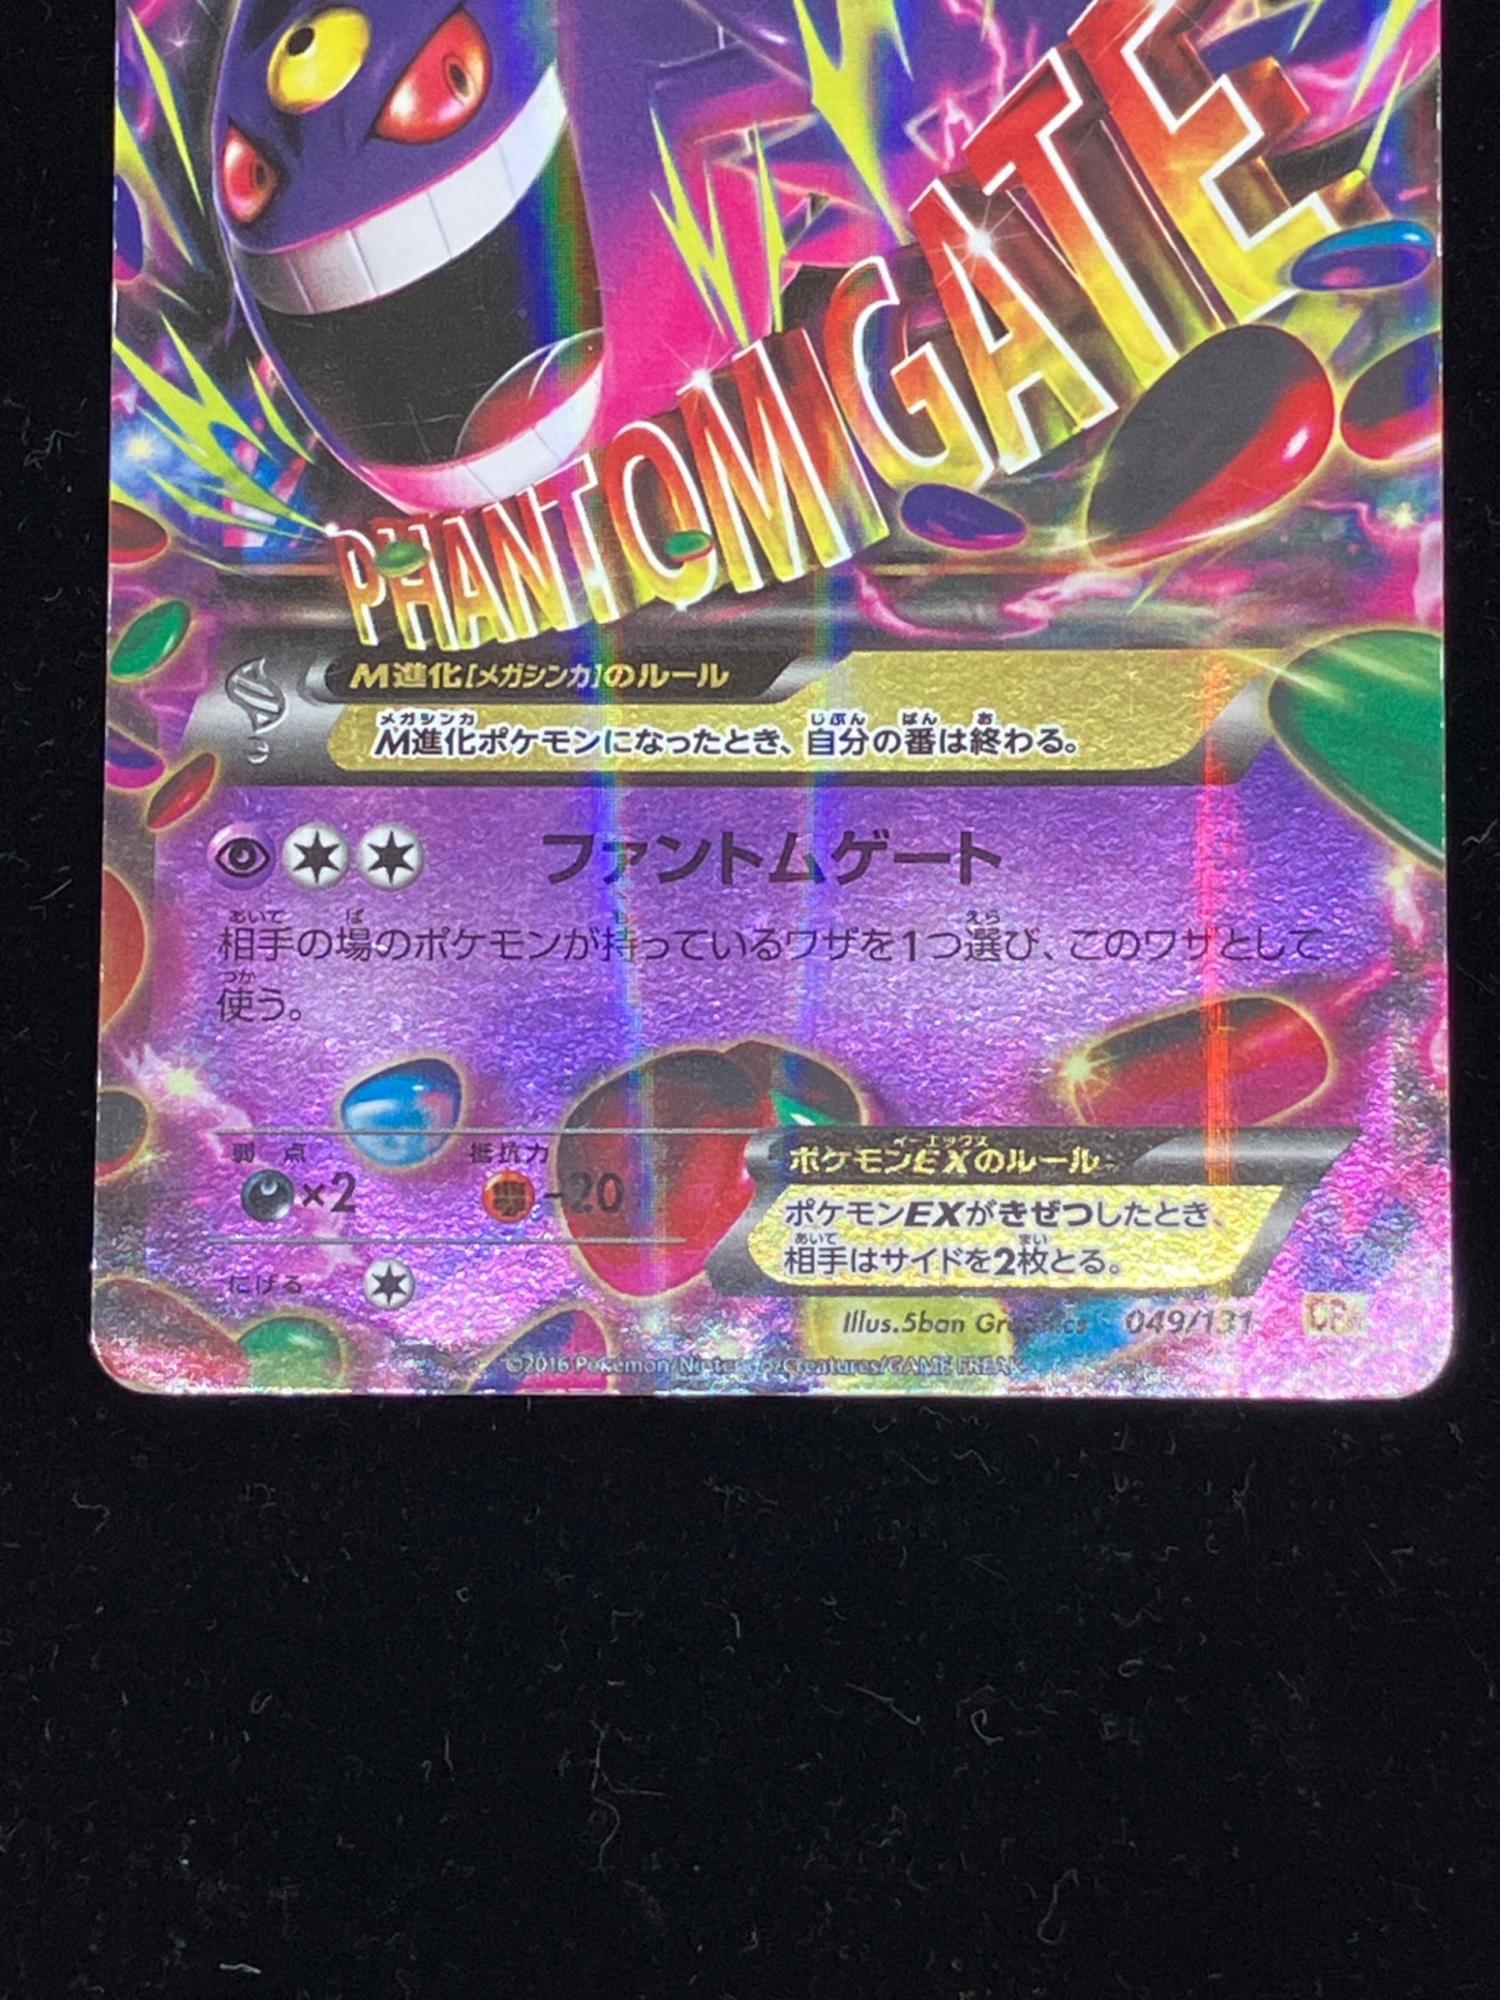 PHANTOM GATE
M進化[メガシンカ]のルール
M進化ポケモンになったとき、自分の番は終わる。
ファントムゲート
相手の場のポケモンが持っているワザを1つ選び、このワザとして
使う。
弱点 抵抗力
×2 -20
ポケモンEXのルール
ポケモンEXがきぜつしたとき、
相手はサイドを2枚とる。
にげる
Illus.5ban Graphics 049/131
©2016 Pokémon/Nintendo/Creatures/GAME FREAK